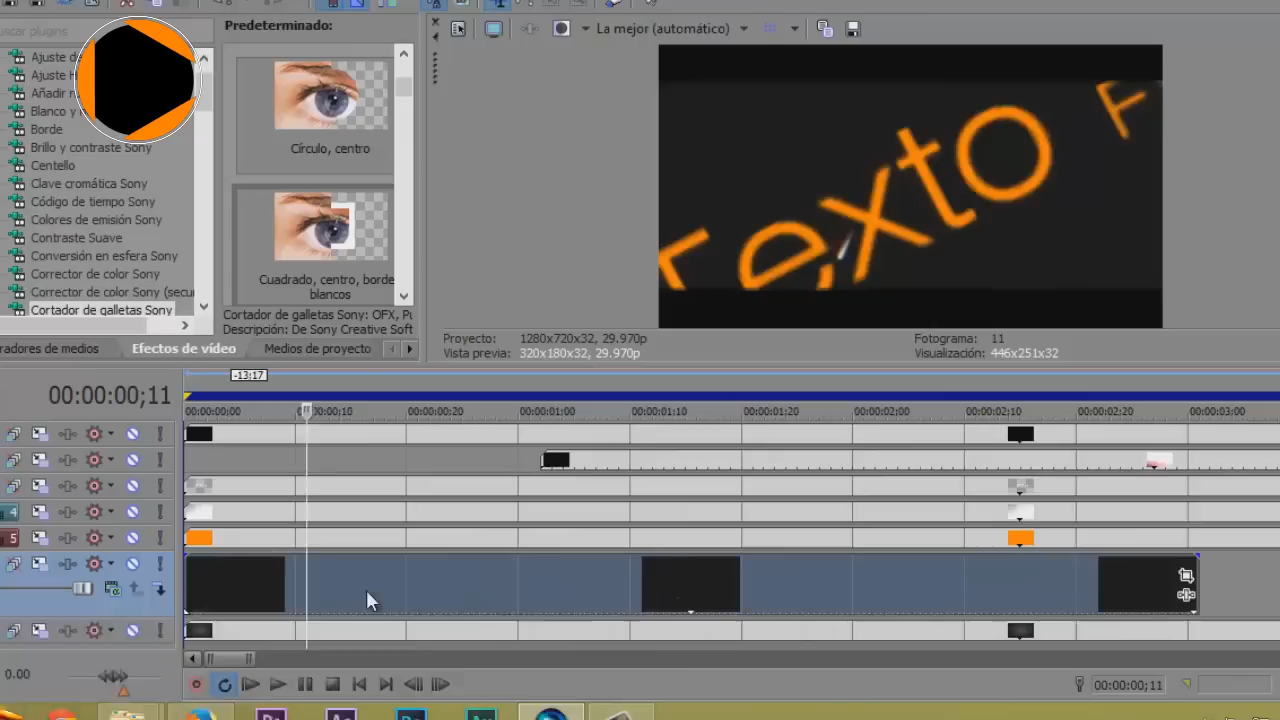 uscar plugins
Predeterminado:
La mejor (automático)
Ajuste de
Ajuste H
Añadir
Blanco y
Borde
Brillo y contraste Sony
Centello
Clave cromática Sony
Código de tiempo Sony
Colores de emisión Sony
Contraste Suave
Conversión en esfera Sony
Corrector de color Sony
Corrector de color Sony (secu
Cortador de galletas Sony
Círculo, centro
Cuadrado, centro, borde
blancos
Cortador de galletas Sony: OFX, Pu
Descripción: De Sony Creative Soft
radores de medios
Efectos de vídeo
Medios de proyecto
Texto F
Proyecto: 1280x720x32, 29.970p
Vista previa: 320x180x32, 29.970p
Fotograma: 11
Visualización: 446x251x32
-13:17
00:00:00;11
00:00:00;00
00:00:00;10
00:00:00;20
00:00:01;00
00:00:01;10
00:00:01;20
00:00:02;00
00:00:02;10
00:00:02;20
00:00:03;00
4
5
0.00
00:00:00;11